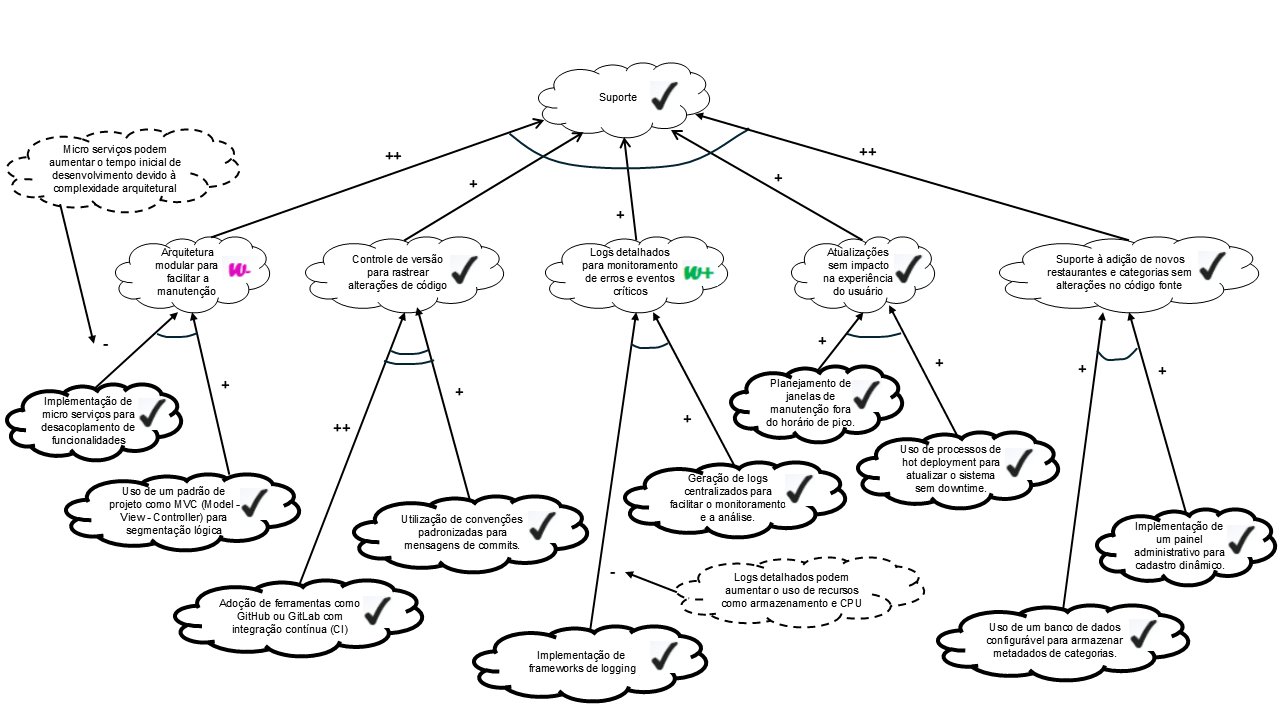 Suporte
Micro serviços podem
aumentar o tempo inicial de
desenvolvimento devido à
complexidade arquitetural
++
+
+
+
++
Arquitetura
modular para
facilitar a
manutenção
W-
Controle de versão
para rastrear
alterações de código
Logs detalhados
para monitoramento
de erros e eventos
críticos
W+
Atualizações
sem impacto
na experiência
do usuário
Suporte à adição de novos
restaurantes e categorias sem
alterações no código fonte
-
+
++
+
+
+
+
+
+
Implementação de
micro serviços para
desacoplamento de
funcionalidades
Planejamento de
janelas de
manutenção fora
do horário de pico.
Uso de processos de
hot deployment para
atualizar o sistema
sem downtime.
Uso de um padrão de
projeto como MVC (Model -
View - Controller) para
segmentação lógica
Geração de logs
centralizados para
facilitar o monitoramento
e a análise.
Utilização de convenções
padronizadas para
mensagens de commits.
Implementação de
um painel
administrativo para
cadastro dinâmico.
-
Logs detalhados podem
aumentar o uso de recursos
como armazenamento e CPU
Adoção de ferramentas como
GitHub ou GitLab com
integração contínua (CI)
Implementação de
frameworks de logging
Uso de um banco de dados
configurável para armazenar
metadados de categorias.